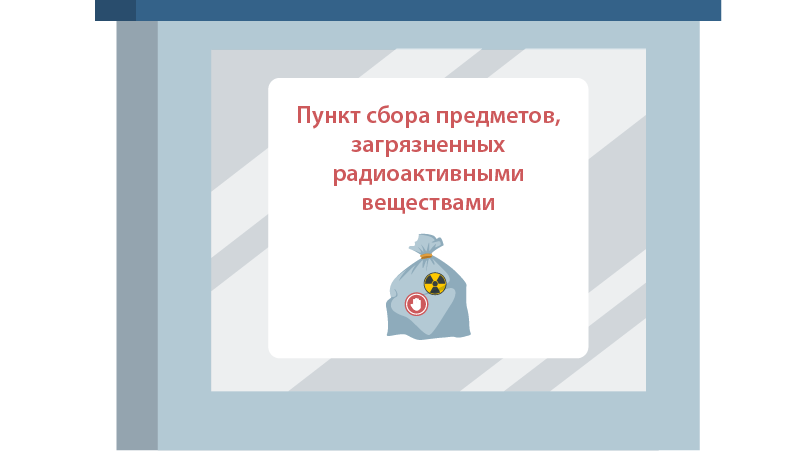 Пункт сбора предметов,
загрязненных
радиоактивными
веществами